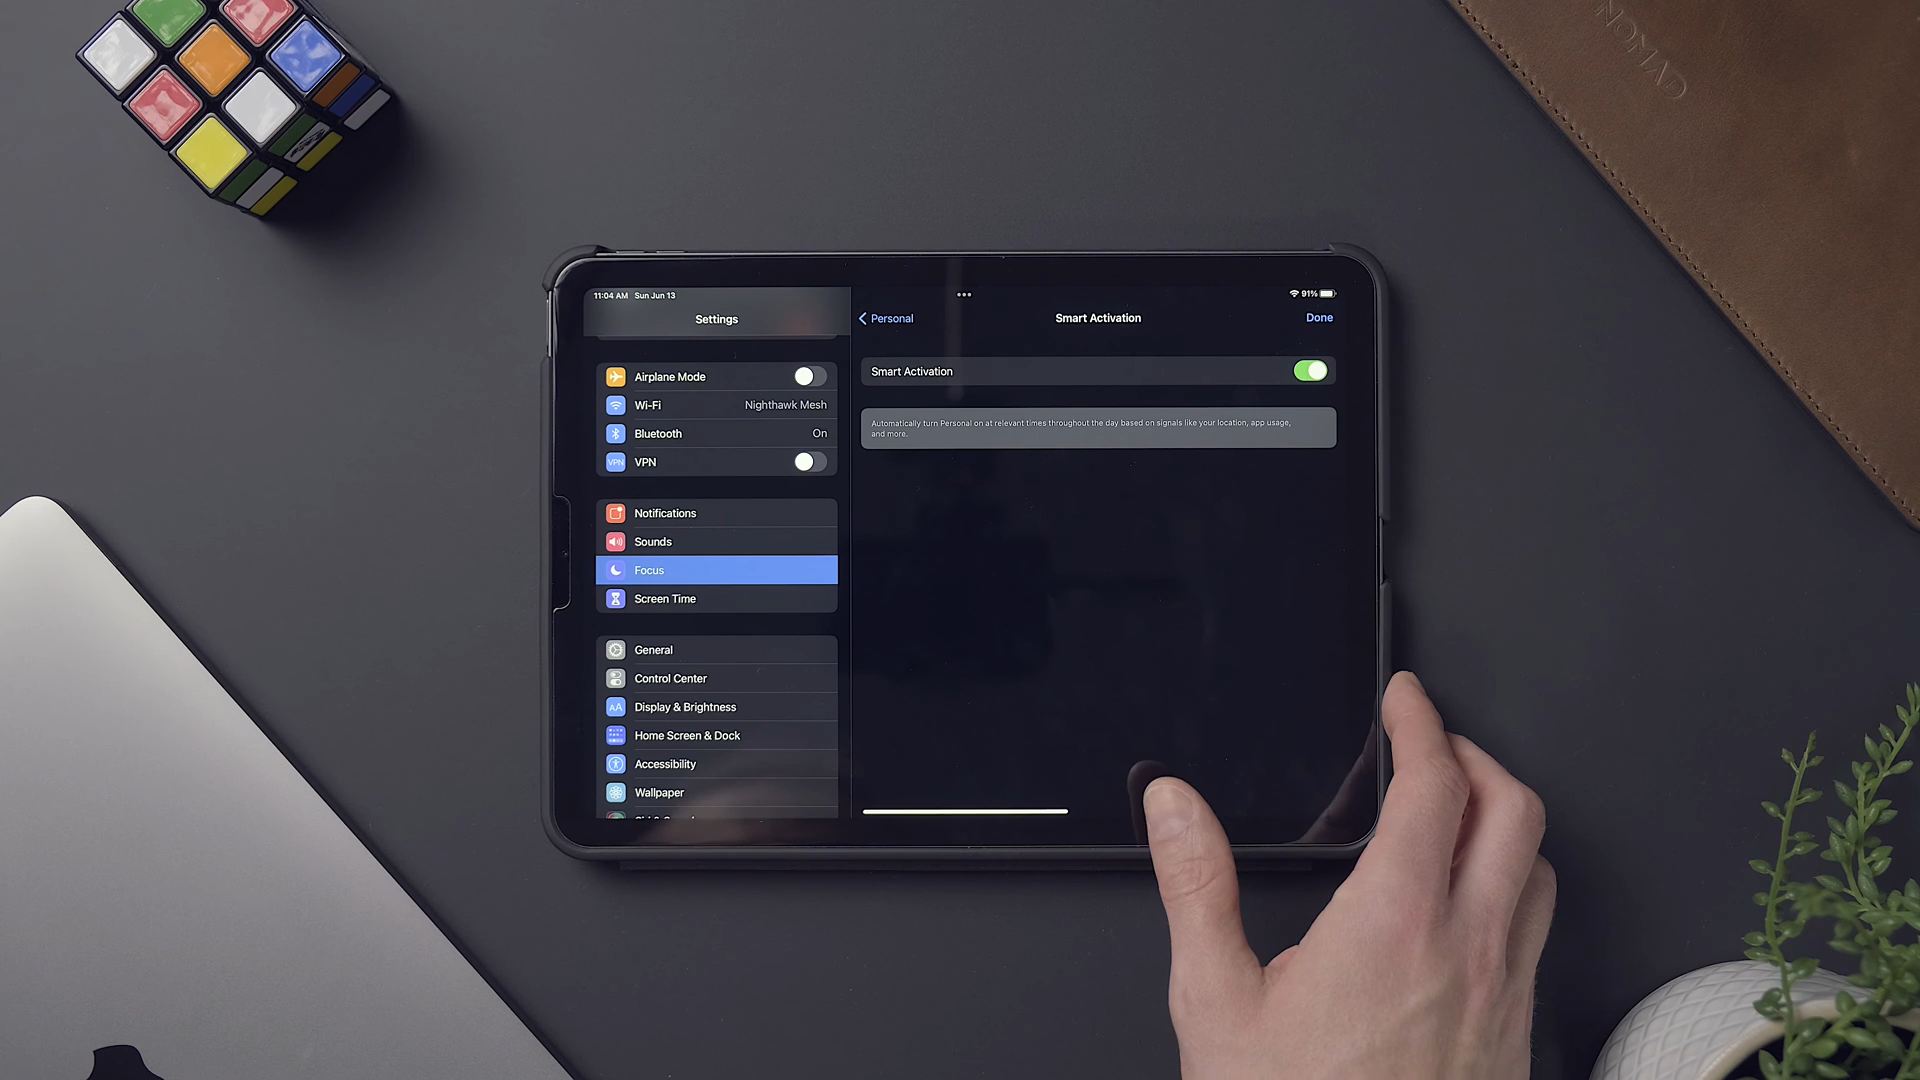 NOMAD
11:04 AM Sun Jun 13
91%
Settings
Personal
Smart Activation
Done
Airplane Mode
Wi-Fi Nighthawk Mesh
Bluetooth On
VPN VPN
Notifications
Sounds
Focus
Screen Time
General
Control Center
AA Display & Brightness
Home Screen & Dock
Accessibility
Wallpaper
Smart Activation
Automatically turn Personal on at relevant times throughout the day based on signals like your location, app usage,
and more.